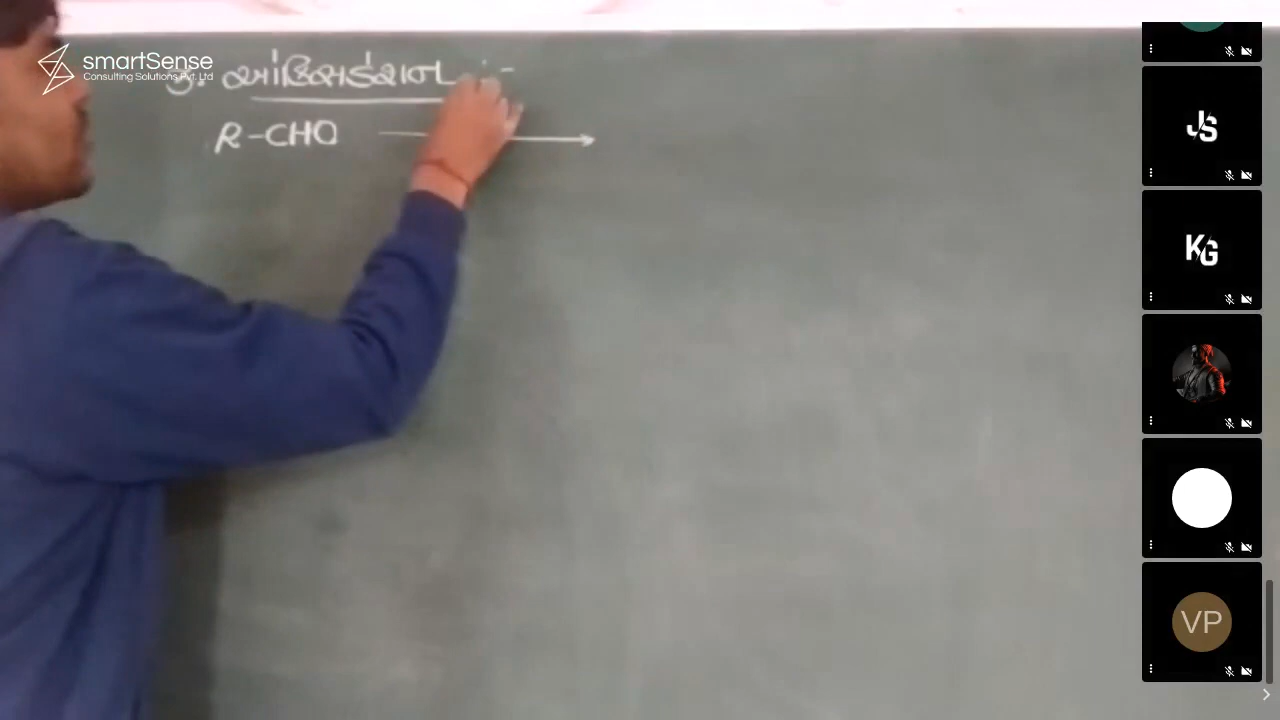 smartSense
Consulting Solutions Pvt. Ltd
ઓક્સિડેશન :-
R-CHO
JS
KG
VP